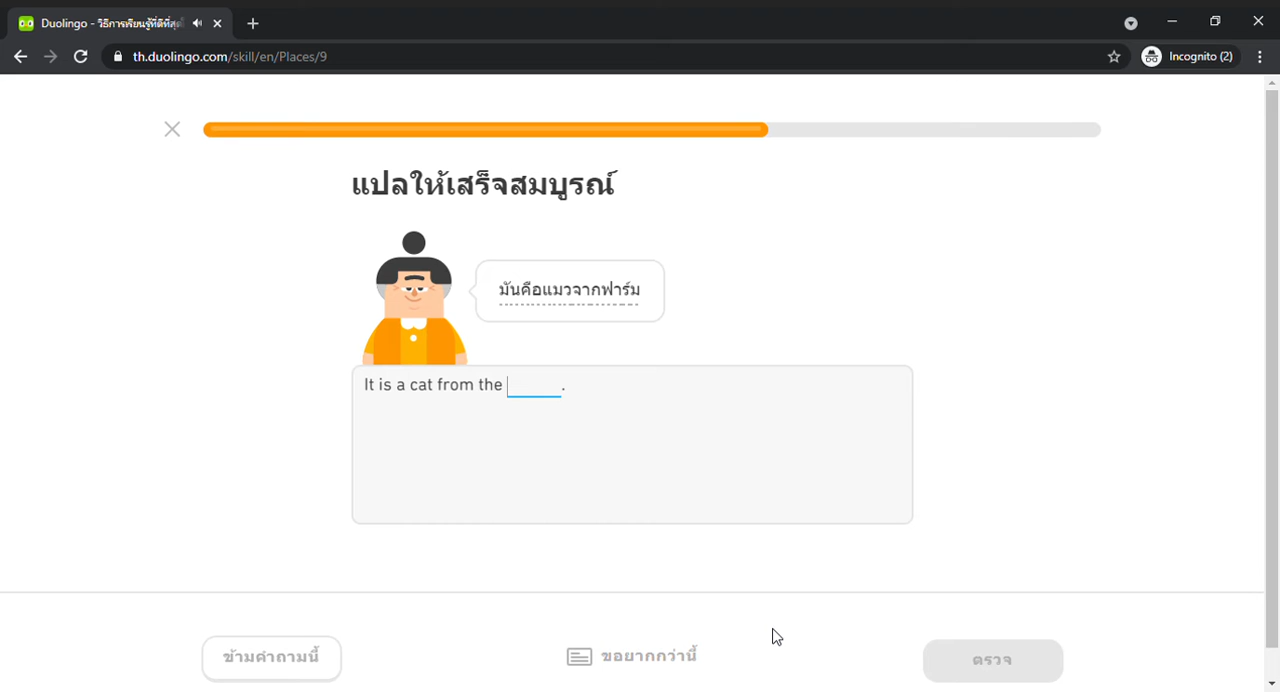 Duolingo - วิธีการเรียนรู้ที่ดีที่สุดใ
th.duolingo.com/skill/en/Places/9
Incognito (2)
แปลให้เสร็จสมบูรณ์
มันคือแมวจากฟาร์ม
It is a cat from the ______.
ข้ามคำถามนี้
ขอยากกว่านี้
ตรวจ